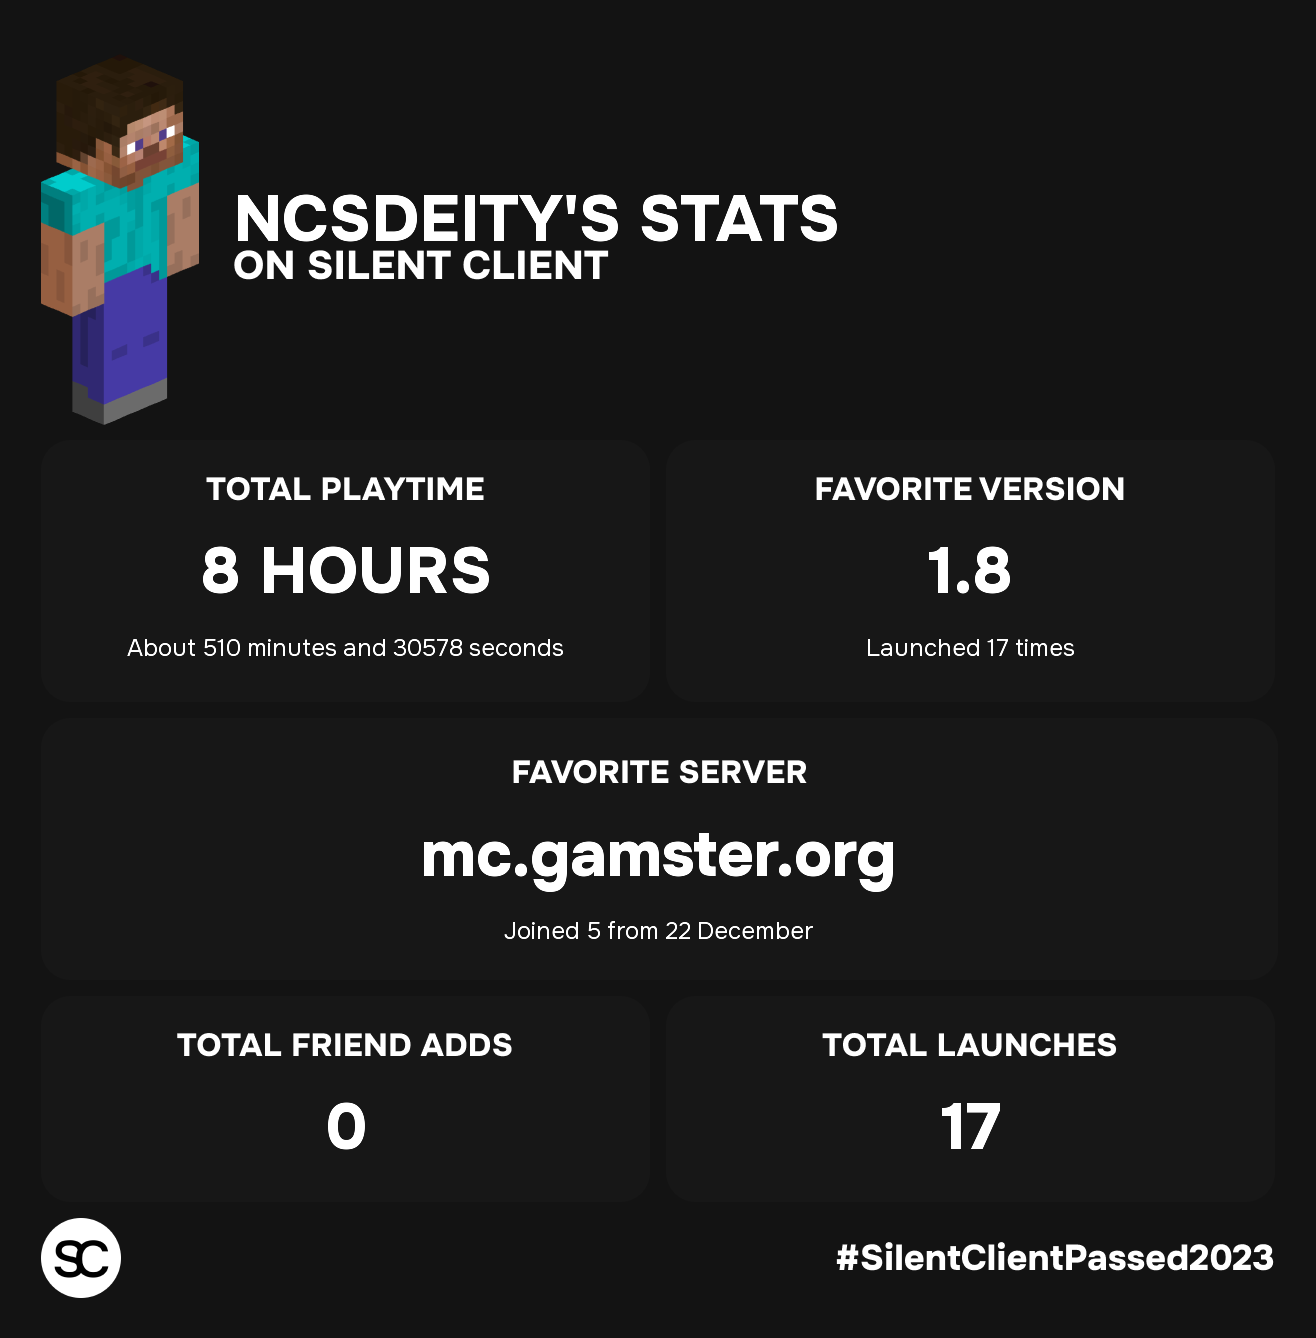 NCSDEITY'S STATS
ON SILENT CLIENT
TOTAL PLAYTIME
8 HOURS
About 510 minutes and 30578 seconds
FAVORITE VERSION
1.8
Launched 17 times
FAVORITE SERVER
mc.gamster.org
Joined 5 from 22 December
TOTAL FRIEND ADDS
0
TOTAL LAUNCHES
17
SC
#SilentClientPassed2023